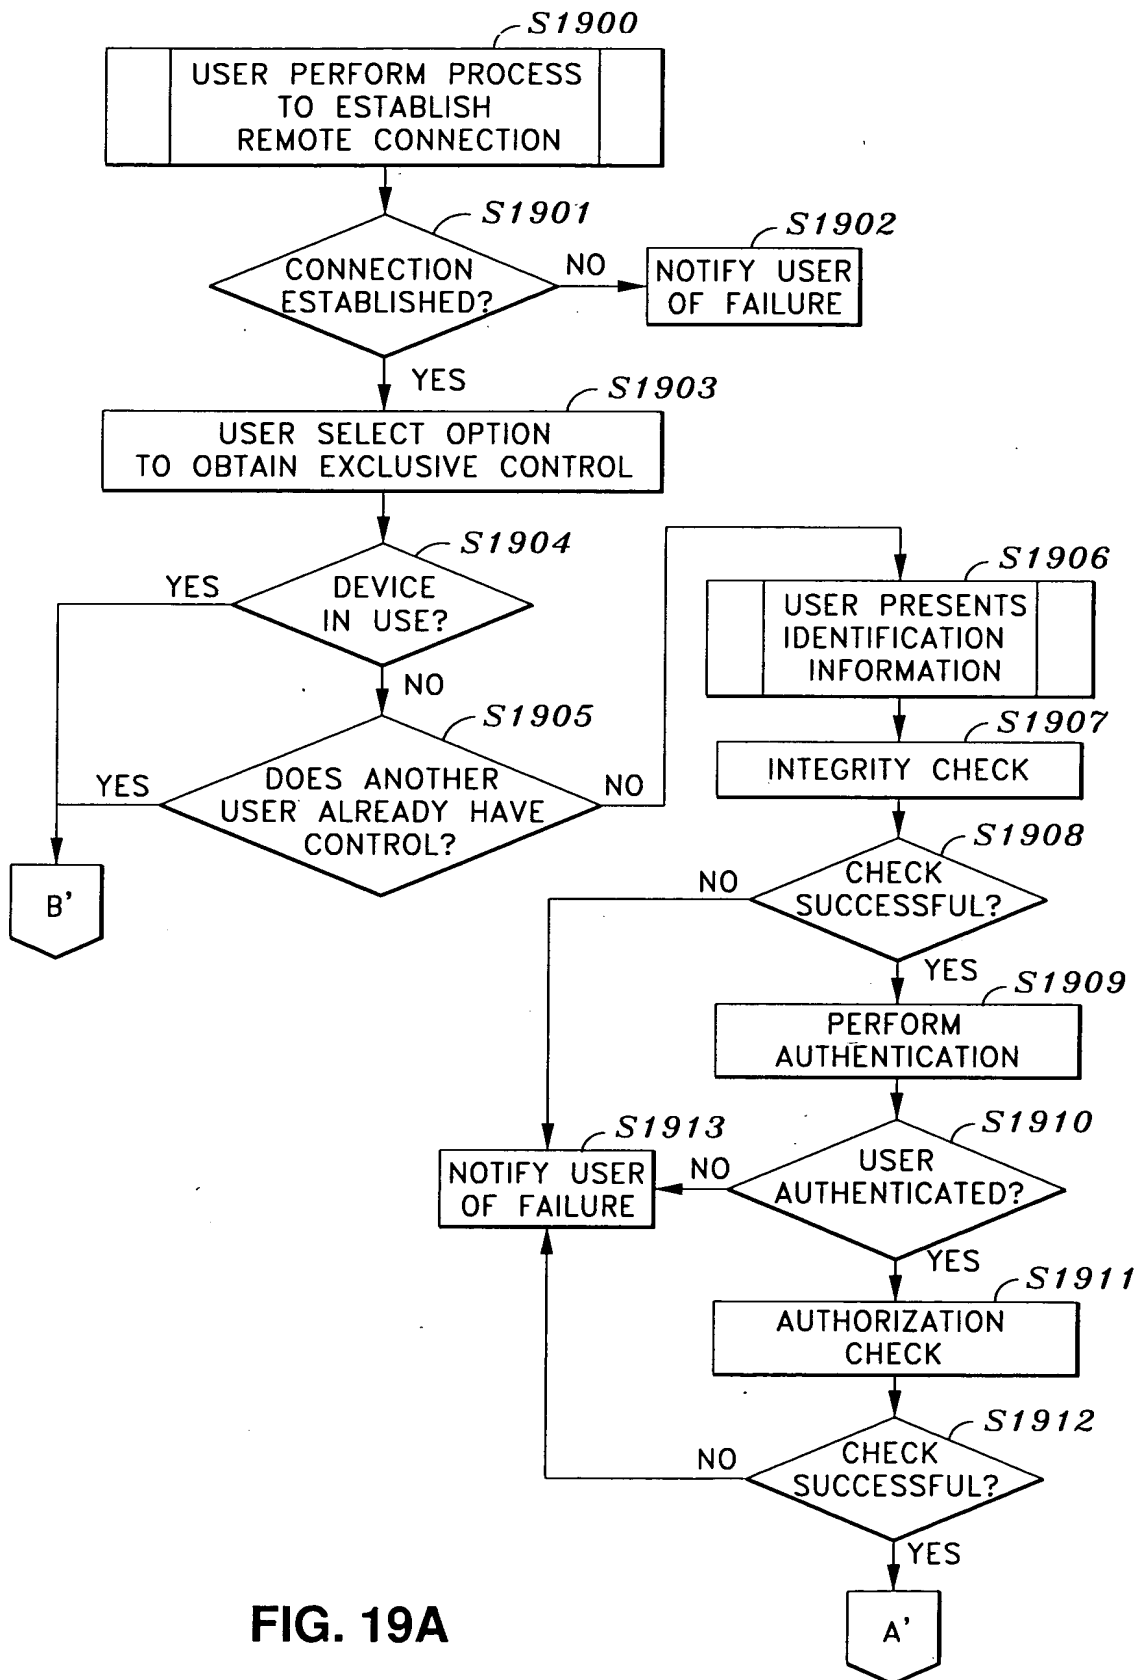 S1900
USER PERFORM PROCESS
TO ESTABLISH
REMOTE CONNECTION
S1901
CONNECTION
ESTABLISHED?
NO
S1902
NOTIFY USER
OF FAILURE
YES
S1903
USER SELECT OPTION
TO OBTAIN EXCLUSIVE CONTROL
S1904
DEVICE
IN USE?
YES
NO
S1905
DOES ANOTHER
USER ALREADY HAVE
CONTROL?
YES
NO
B'
S1906
USER PRESENTS
IDENTIFICATION
INFORMATION
S1907
INTEGRITY CHECK
S1908
CHECK
SUCCESSFUL?
NO
YES
S1909
PERFORM
AUTHENTICATION
S1910
USER
AUTHENTICATED?
NO
S1913
NOTIFY USER
OF FAILURE
YES
S1911
AUTHORIZATION
CHECK
S1912
CHECK
SUCCESSFUL?
NO
YES
A'
FIG. 19A